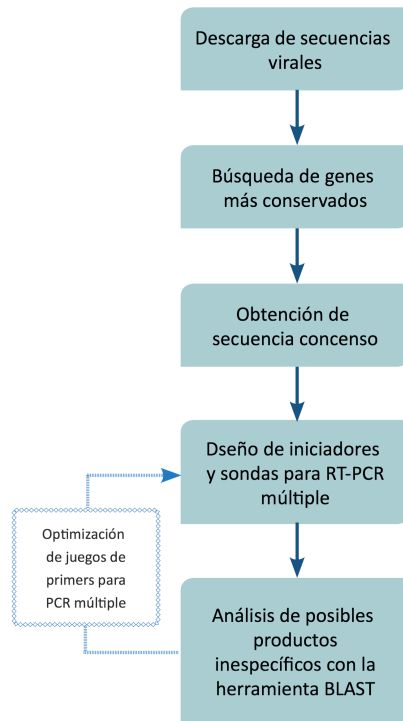 Descarga de secuencias
virales
Búsqueda de genes
más conservados
Obtención de
secuencia concenso
Dseño de iniciadores
y sondas para RT-PCR
múltiple
Optimización
de juegos de
primers para
PCR múltiple
Análisis de posibles
productos
inespecíficos con la
herramienta BLAST